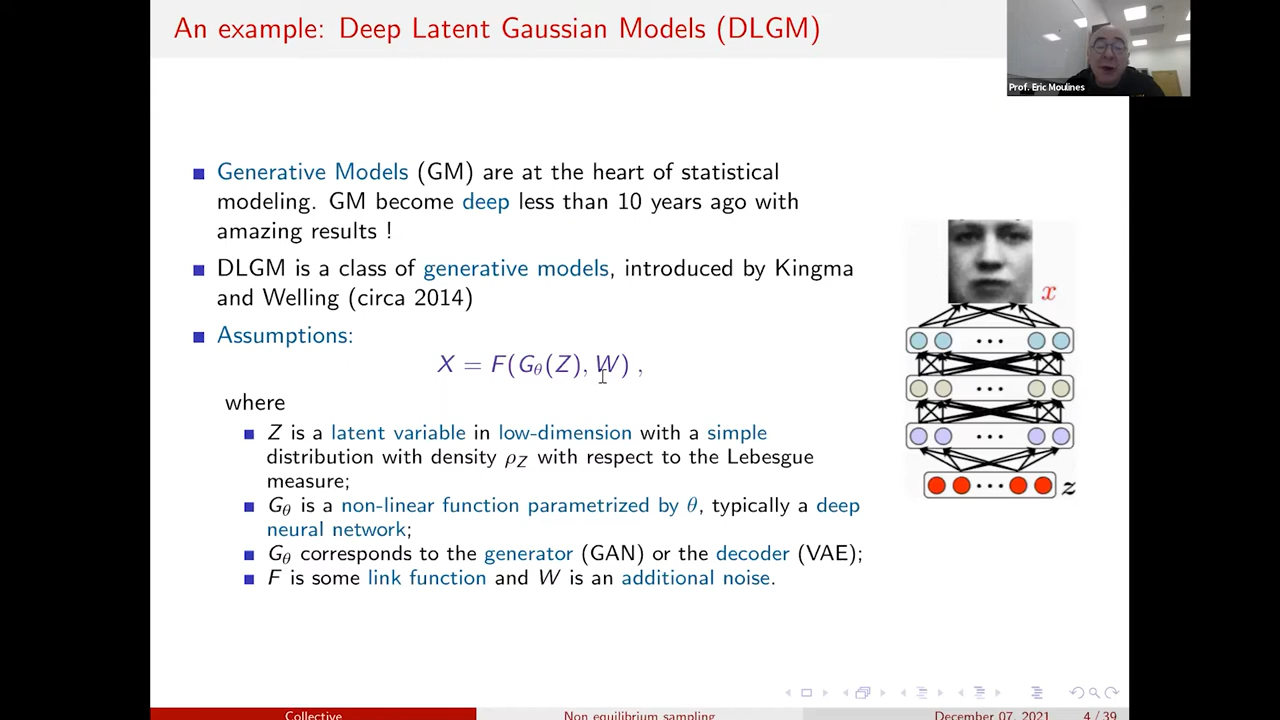 An example: Deep Latent Gaussian Models (DLGM)
Prof. Eric Moulines
Generative Models (GM) are at the heart of statistical
modeling. GM become deep less than 10 years ago with
amazing results !
DLGM is a class of generative models, introduced by Kingma
and Welling (circa 2014)
Assumptions:
X = F(G_θ(Z), W) ,
where
Z is a latent variable in low-dimension with a simple
distribution with density ρ_Z with respect to the Lebesgue
measure;
G_θ is a non-linear function parametrized by θ, typically a deep
neural network;
G_θ corresponds to the generator (GAN) or the decoder (VAE);
F is some link function and W is an additional noise.
x
...
...
...
...
z
Collective
Non equilibrium sampling
December 07, 2021
4 / 39